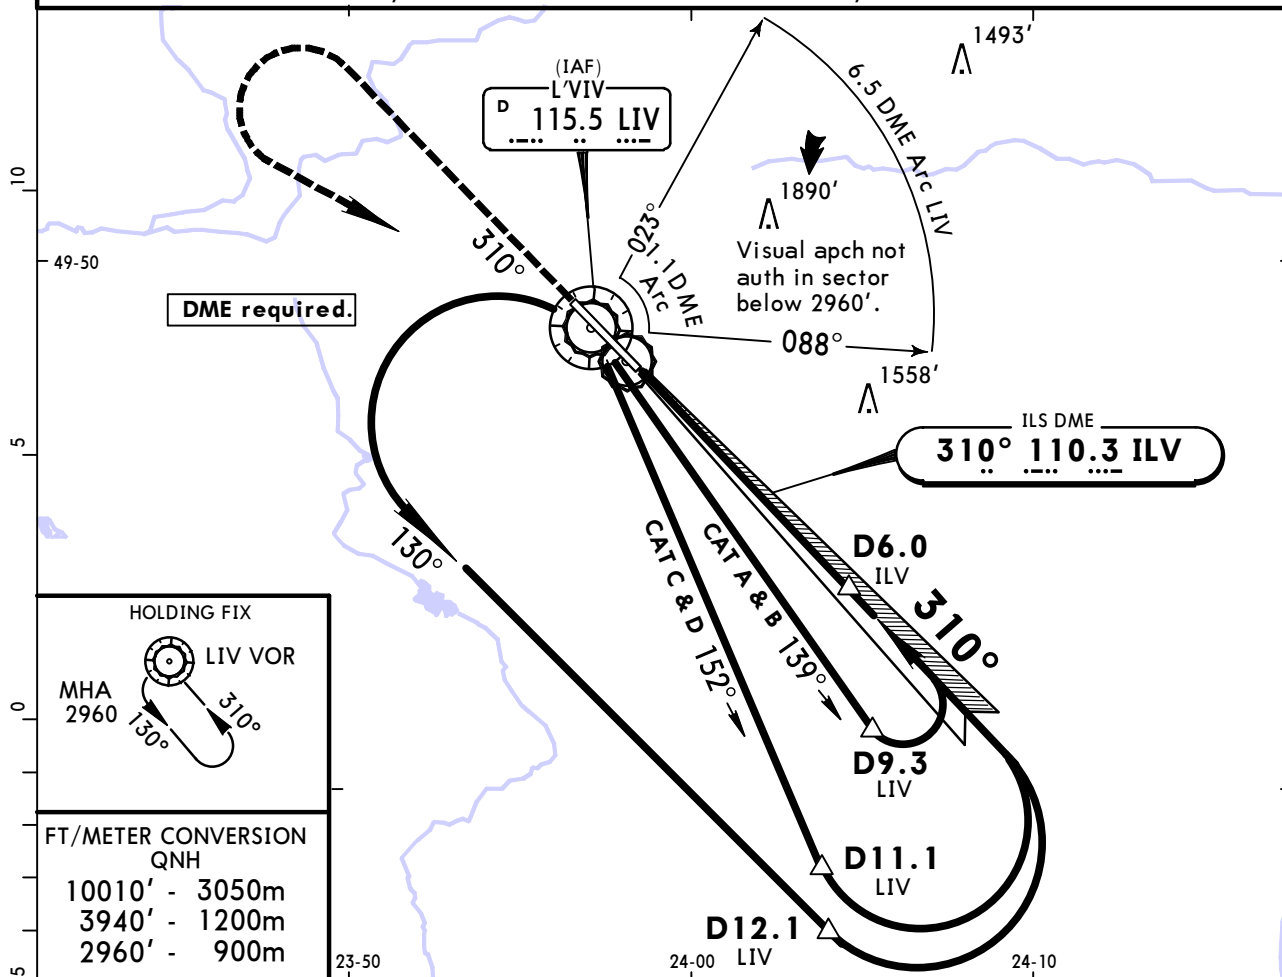 1493'
(IAF)
L'VIV
D 115.5 LIV
6.5 DME Arc LIV
10
1890'
023°
310°
1.1 DME
Arc
Visual apch not
auth in sector
below 2960'.
49-50
DME required.
088°
1558'
ILS DME
310° 110.3 ILV
5
130°
CAT C & D 152°
CAT A & B 139°
D6.0
ILV
310°
HOLDING FIX
LIV VOR
MHA
2960
130°
310°
0
D9.3
LIV
FT/METER CONVERSION
QNH
10010' - 3050m
3940' - 1200m
2960' - 900m
D11.1
LIV
D12.1
LIV
5
23-50
24-00
24-10